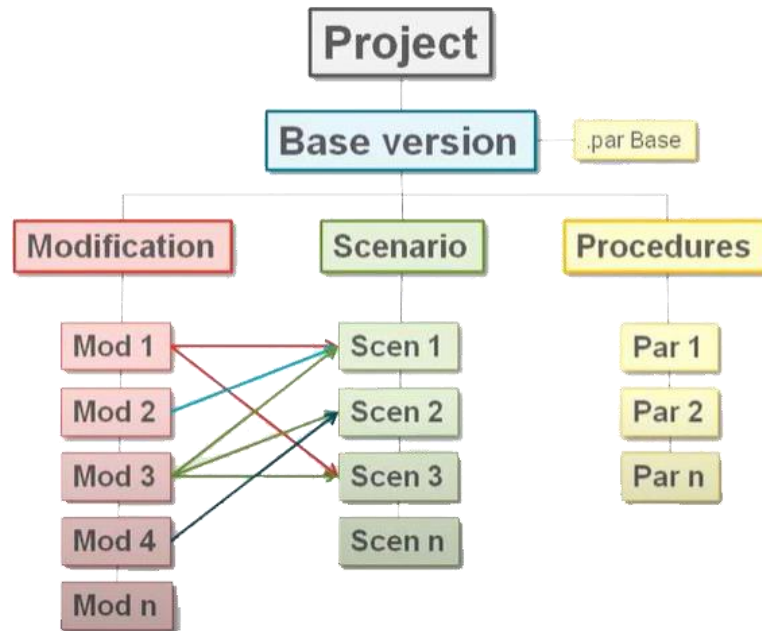 Project
Base version
.par Base
Modification
Scenario
Procedures
Mod 1
Scen 1
Par 1
Mod 2
Scen 2
Par 2
Mod 3
Scen 3
Par n
Mod 4
Scen n
Mod n